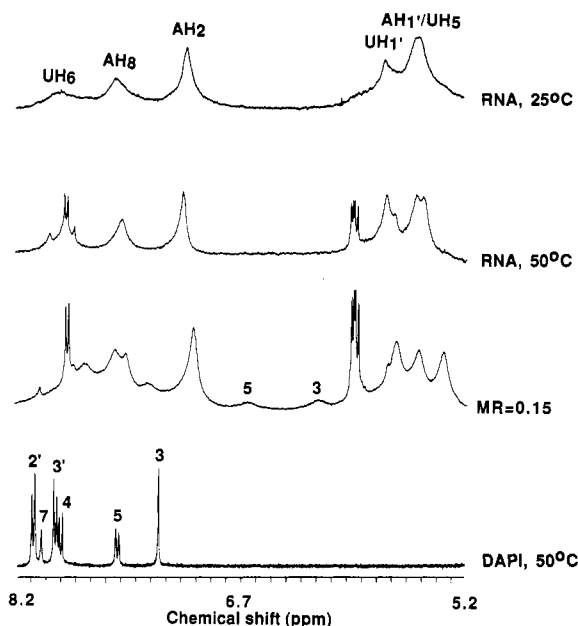 AH1'/UH5
AH2
UH1'
AH8
UH6
RNA, 25°C
RNA, 50°C
5
3
MR=0.15
2'
3'
3
7
4
5
DAPI, 50°C
8.2
6.7
5.2
Chemical shift (ppm)